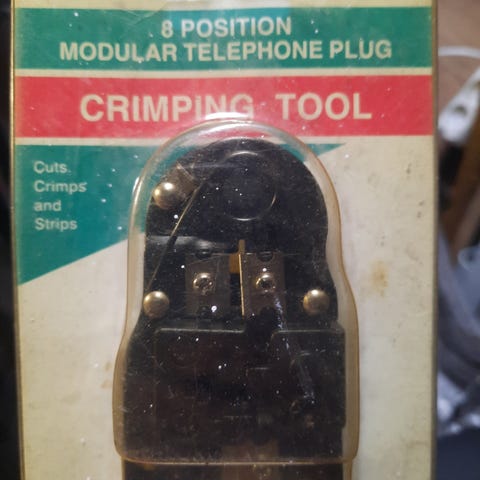 8 POSITION
MODULAR TELEPHONE PLUG
CRIMPING TOOL
Cuts
Crimps
and
Strips